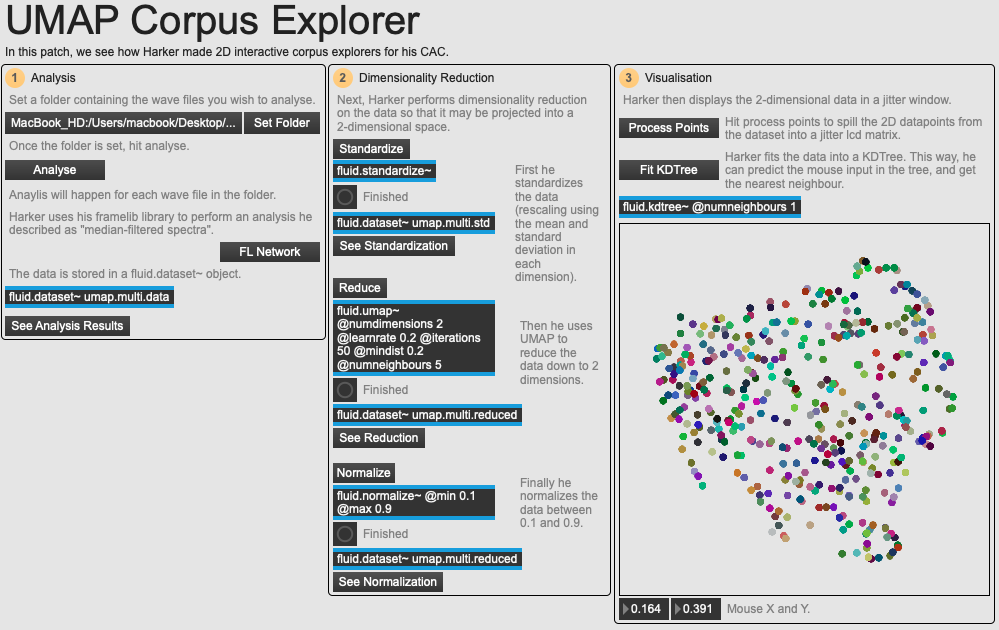 UMAP Corpus Explorer
In this patch, we see how Harker made 2D interactive corpus explorers for his CAC.
1 Analysis
Set a folder containing the wave files you wish to analyse.
MacBook_HD:/Users/macbook/Desktop/... Set Folder
Once the folder is set, hit analyse.
Analyse
Anaylis will happen for each wave file in the folder.
Harker uses his framelib library to perform an analysis he
described as "median-filtered spectra".
FL Network
The data is stored in a fluid.dataset~ object.
fluid.dataset~ umap.multi.data
See Analysis Results
2 Dimensionality Reduction
Next, Harker performs dimensionality reduction
on the data so that it may be projected into a
2-dimensional space.
Standardize
fluid.standardize~
Finished
fluid.dataset~ umap.multi.std
See Standardization
First he
standardizes
the data
(rescaling using
the mean and
standard
deviation in
each
dimension).
Reduce
fluid.umap~
@numdimensions 2
@learnrate 0.2 @iterations
50 @mindist 0.2
@numneighbours 5
Finished
fluid.dataset~ umap.multi.reduced
See Reduction
Then he uses
UMAP to
reduce the
data down to 2
dimensions.
Normalize
fluid.normalize~ @min 0.1
@max 0.9
Finished
fluid.dataset~ umap.multi.reduced
See Normalization
Finally he
normalizes the
data between
0.1 and 0.9.
3 Visualisation
Harker then displays the 2-dimensional data in a jitter window.
Process Points
Hit process points to spill the 2D datapoints from
the dataset into a jitter lcd matrix.
Fit KDTree
Harker fits the data into a KDTree. This way, he
can predict the mouse input in the tree, and get
the nearest neighbour.
fluid.kdtree~ @numneighbours 1
0.164 0.391 Mouse X and Y.